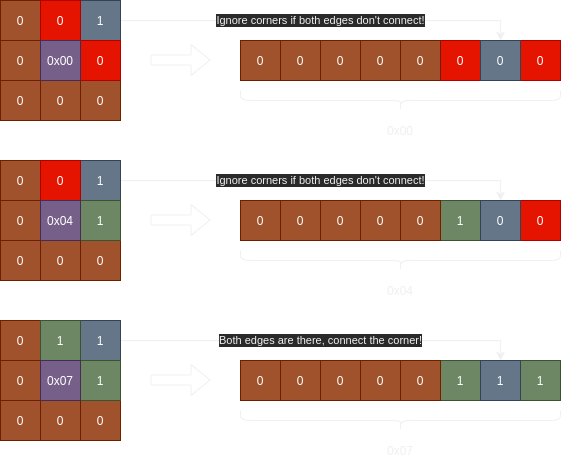 0 0 1 Ignore corners if both edges don't connect!
0 0x00 0 0 0 0 0 0 0 0 0
0 0 0
0x00
0 0 1 Ignore corners if both edges don't connect!
0 0x04 1 0 0 0 0 0 1 0 0
0 0 0
0x04
0 1 1 Both edges are there, connect the corner!
0 0x07 1 0 0 0 0 0 1 1 1
0 0 0
0x07